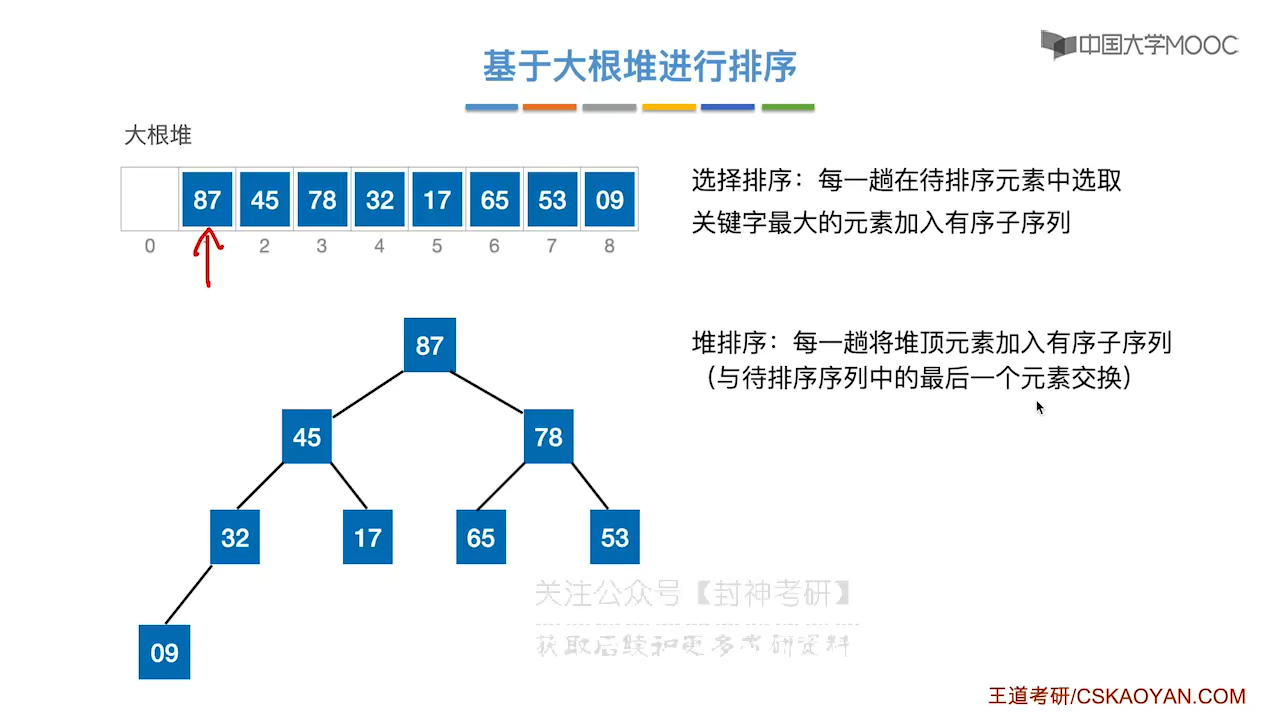 中国大学MOOC
基于大根堆进行排序
大根堆
87 45 78 32 17 65 53 09
0 2 3 4 5 6 7 8
选择排序：每一趟在待排序元素中选取
关键字最大的元素加入有序子序列
堆排序：每一趟将堆顶元素加入有序子序列
（与待排序序列中的最后一个元素交换）
87
45 78
32 17 65 53
09
关注公众号【封神考研】
获取后续和更多考研资料
王道考研/CSKAOYAN.COM